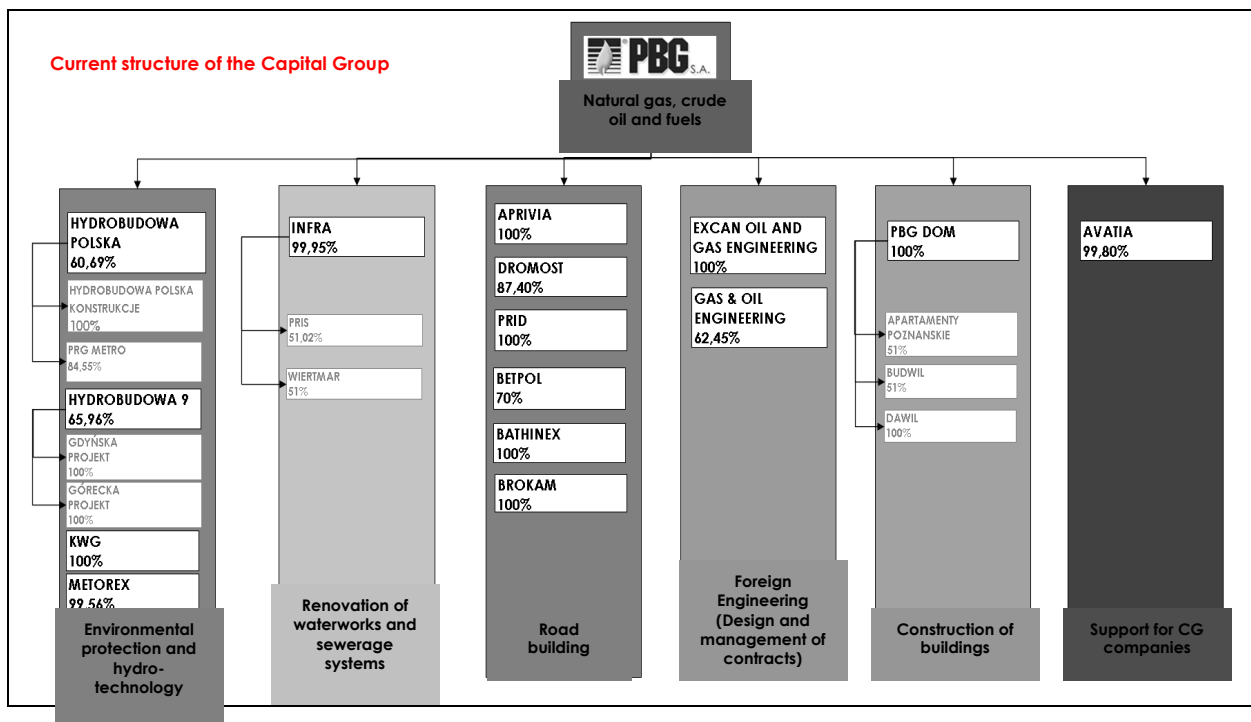 Current structure of the Capital Group
PBG S.A.
Natural gas, crude
oil and fuels
HYDROBUDOWA
POLSKA
60,69%
HYDROBUDOWA POLSKA
KONSTRUKCJE
100%
PRG METRO
84,55%
HYDROBUDOWA 9
65,96%
GDYŃSKA
PROJEKT
100%
GÓRECKA
PROJEKT
100%
KWG
100%
METOREX
99,56%
Environmental
protection and
hydro-
technology
INFRA
99,95%
PRIS
51,02%
WIERTMAR
51%
Renovation of
waterworks and
sewerage
systems
APRIVIA
100%
DROMOST
87,40%
PRID
100%
BETPOL
70%
BATHINEX
100%
BROKAM
100%
Road
building
EXCAN OIL AND
GAS ENGINEERING
100%
GAS & OIL
ENGINEERING
62,45%
Foreign
Engineering
(Design and
management of
contracts)
PBG DOM
100%
APARTAMENTY
POZNAŃSKIE
51%
BUDWIL
51%
DAWIL
100%
Construction of
buildings
AVATIA
99,80%
Support for CG
companies